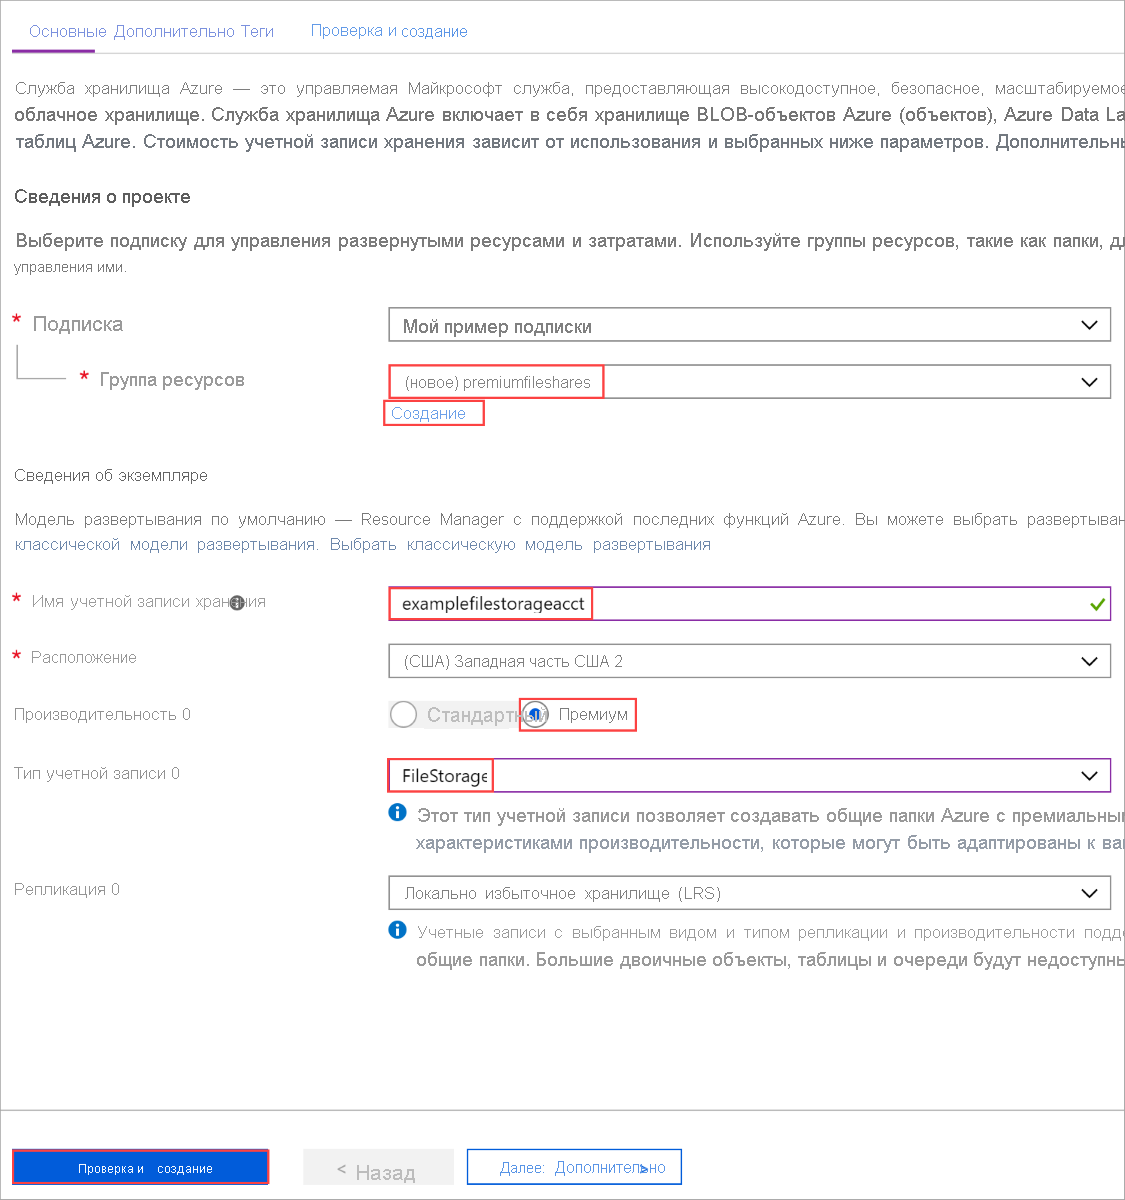 Основные Дополнительно Теги Проверка и создание
Служба хранилища Azure — это управляемая Майкрософт служба, предоставляющая высокодоступное, безопасное, масштабируемое
облачное хранилище. Служба хранилища Azure включает в себя хранилище BLOB-объектов Azure (объектов), Azure Data La
таблиц Azure. Стоимость учетной записи хранения зависит от использования и выбранных ниже параметров. Дополнительн
Сведения о проекте
Выберите подписку для управления развернутыми ресурсами и затратами. Используйте группы ресурсов, такие как папки,
управления ими.
* Подписка
Мой пример подписки
* Группа ресурсов
(новое) premiumfileshares
Создание
Сведения об экземпляре
Модель развертывания по умолчанию — Resource Manager с поддержкой последних функций Azure. Вы можете выбрать развертыван
классической модели развертывания. Выбрать классическую модель развертывания
* Имя учетной записи хранения
examplefilestorageacct
* Расположение
(США) Западная часть США 2
Производительность 0
Стандартный Премиум
Тип учетной записи 0
FileStorage
Этот тип учетной записи позволяет создавать общие папки Azure с премиальны
характеристиками производительности, которые могут быть адаптированы к ва
Репликация 0
Локально избыточное хранилище (LRS)
Учетные записи с выбранным видом и типом репликации и производительности подд
общие папки. Большие двоичные объекты, таблицы и очереди будут недоступн
Проверка и создание
< Назад
Далее: Дополнительно >